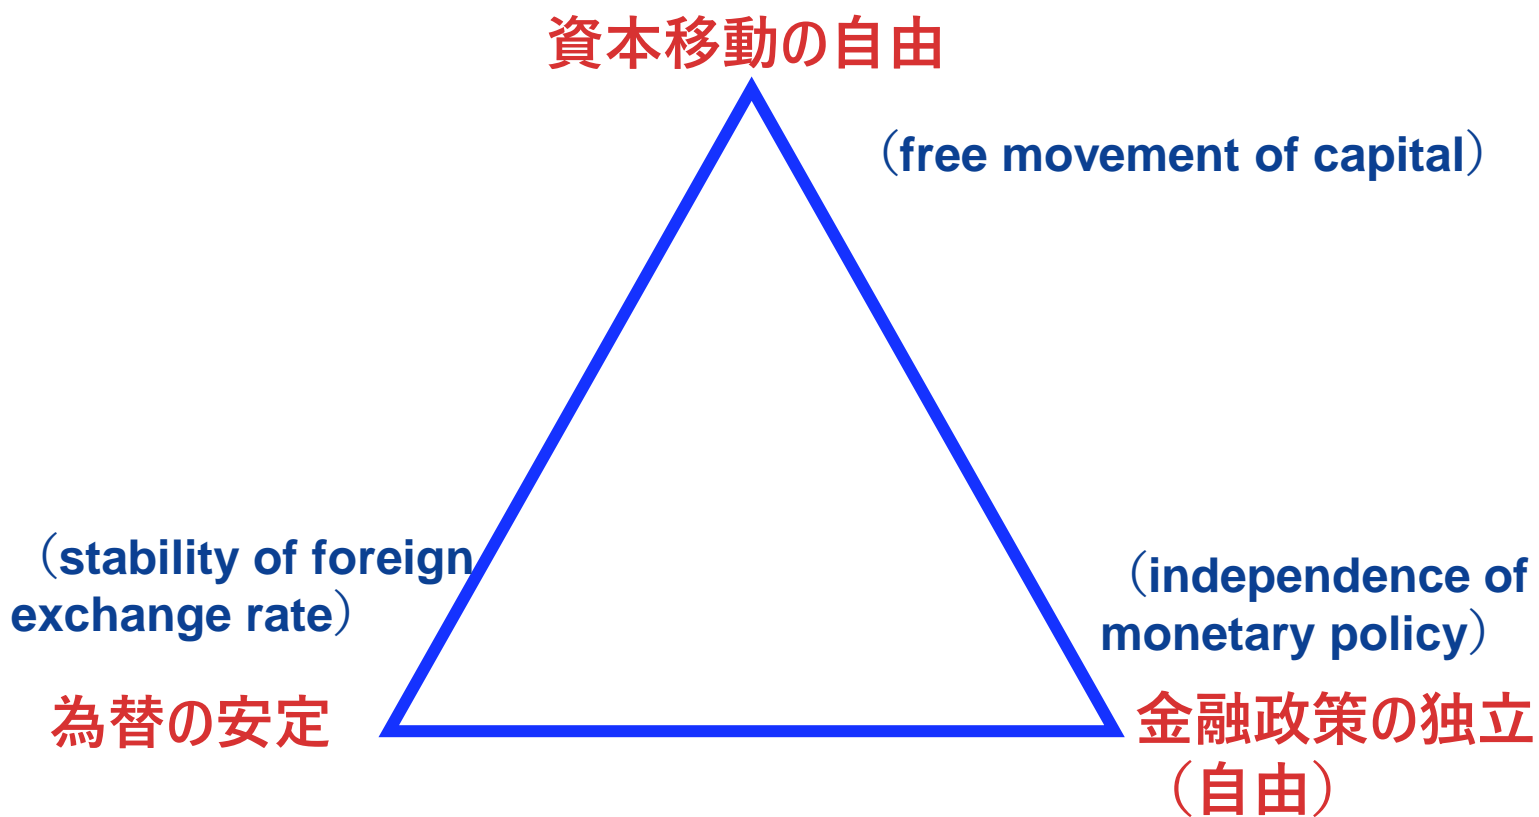 資本移動の自由
（free movement of capital）
（stability of foreign
exchange rate）
（independence of
monetary policy）
為替の安定
金融政策の独立
（自由）